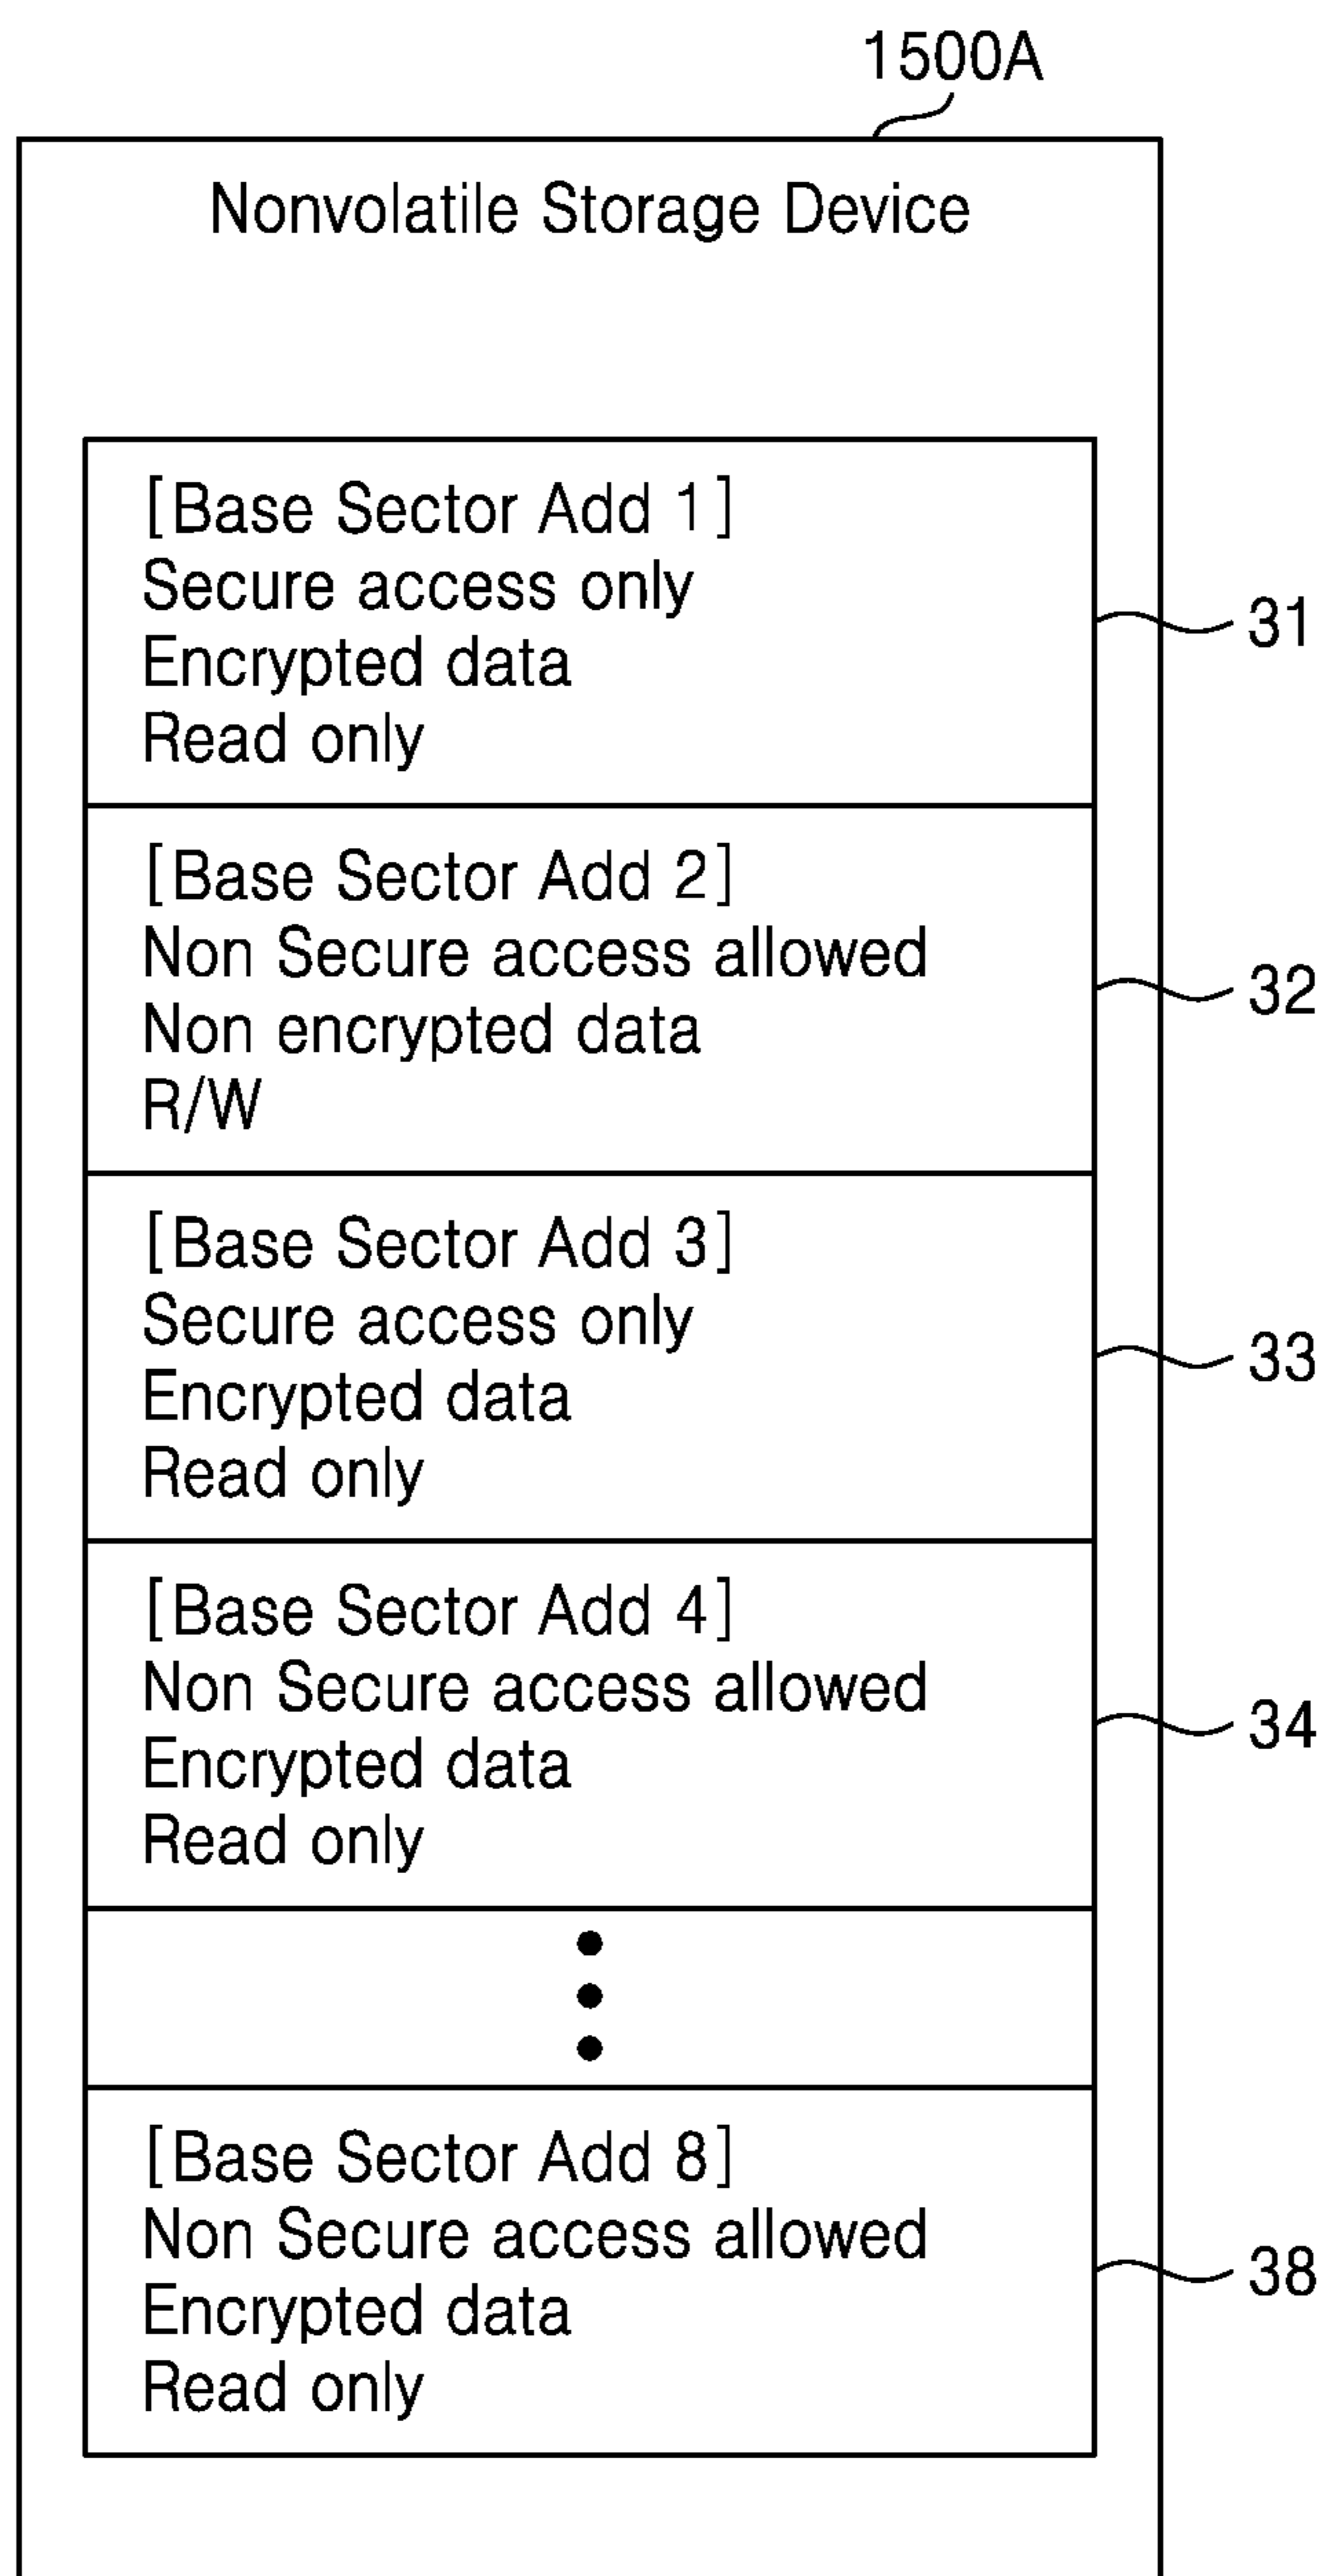 1500A
Nonvolatile Storage Device
[Base Sector Add 1]
Secure access only
Encrypted data
Read only
31
[Base Sector Add 2]
Non Secure access allowed
Non encrypted data
R/W
32
[Base Sector Add 3]
Secure access only
Encrypted data
Read only
33
[Base Sector Add 4]
Non Secure access allowed
Encrypted data
Read only
34
[Base Sector Add 8]
Non Secure access allowed
Encrypted data
Read only
38